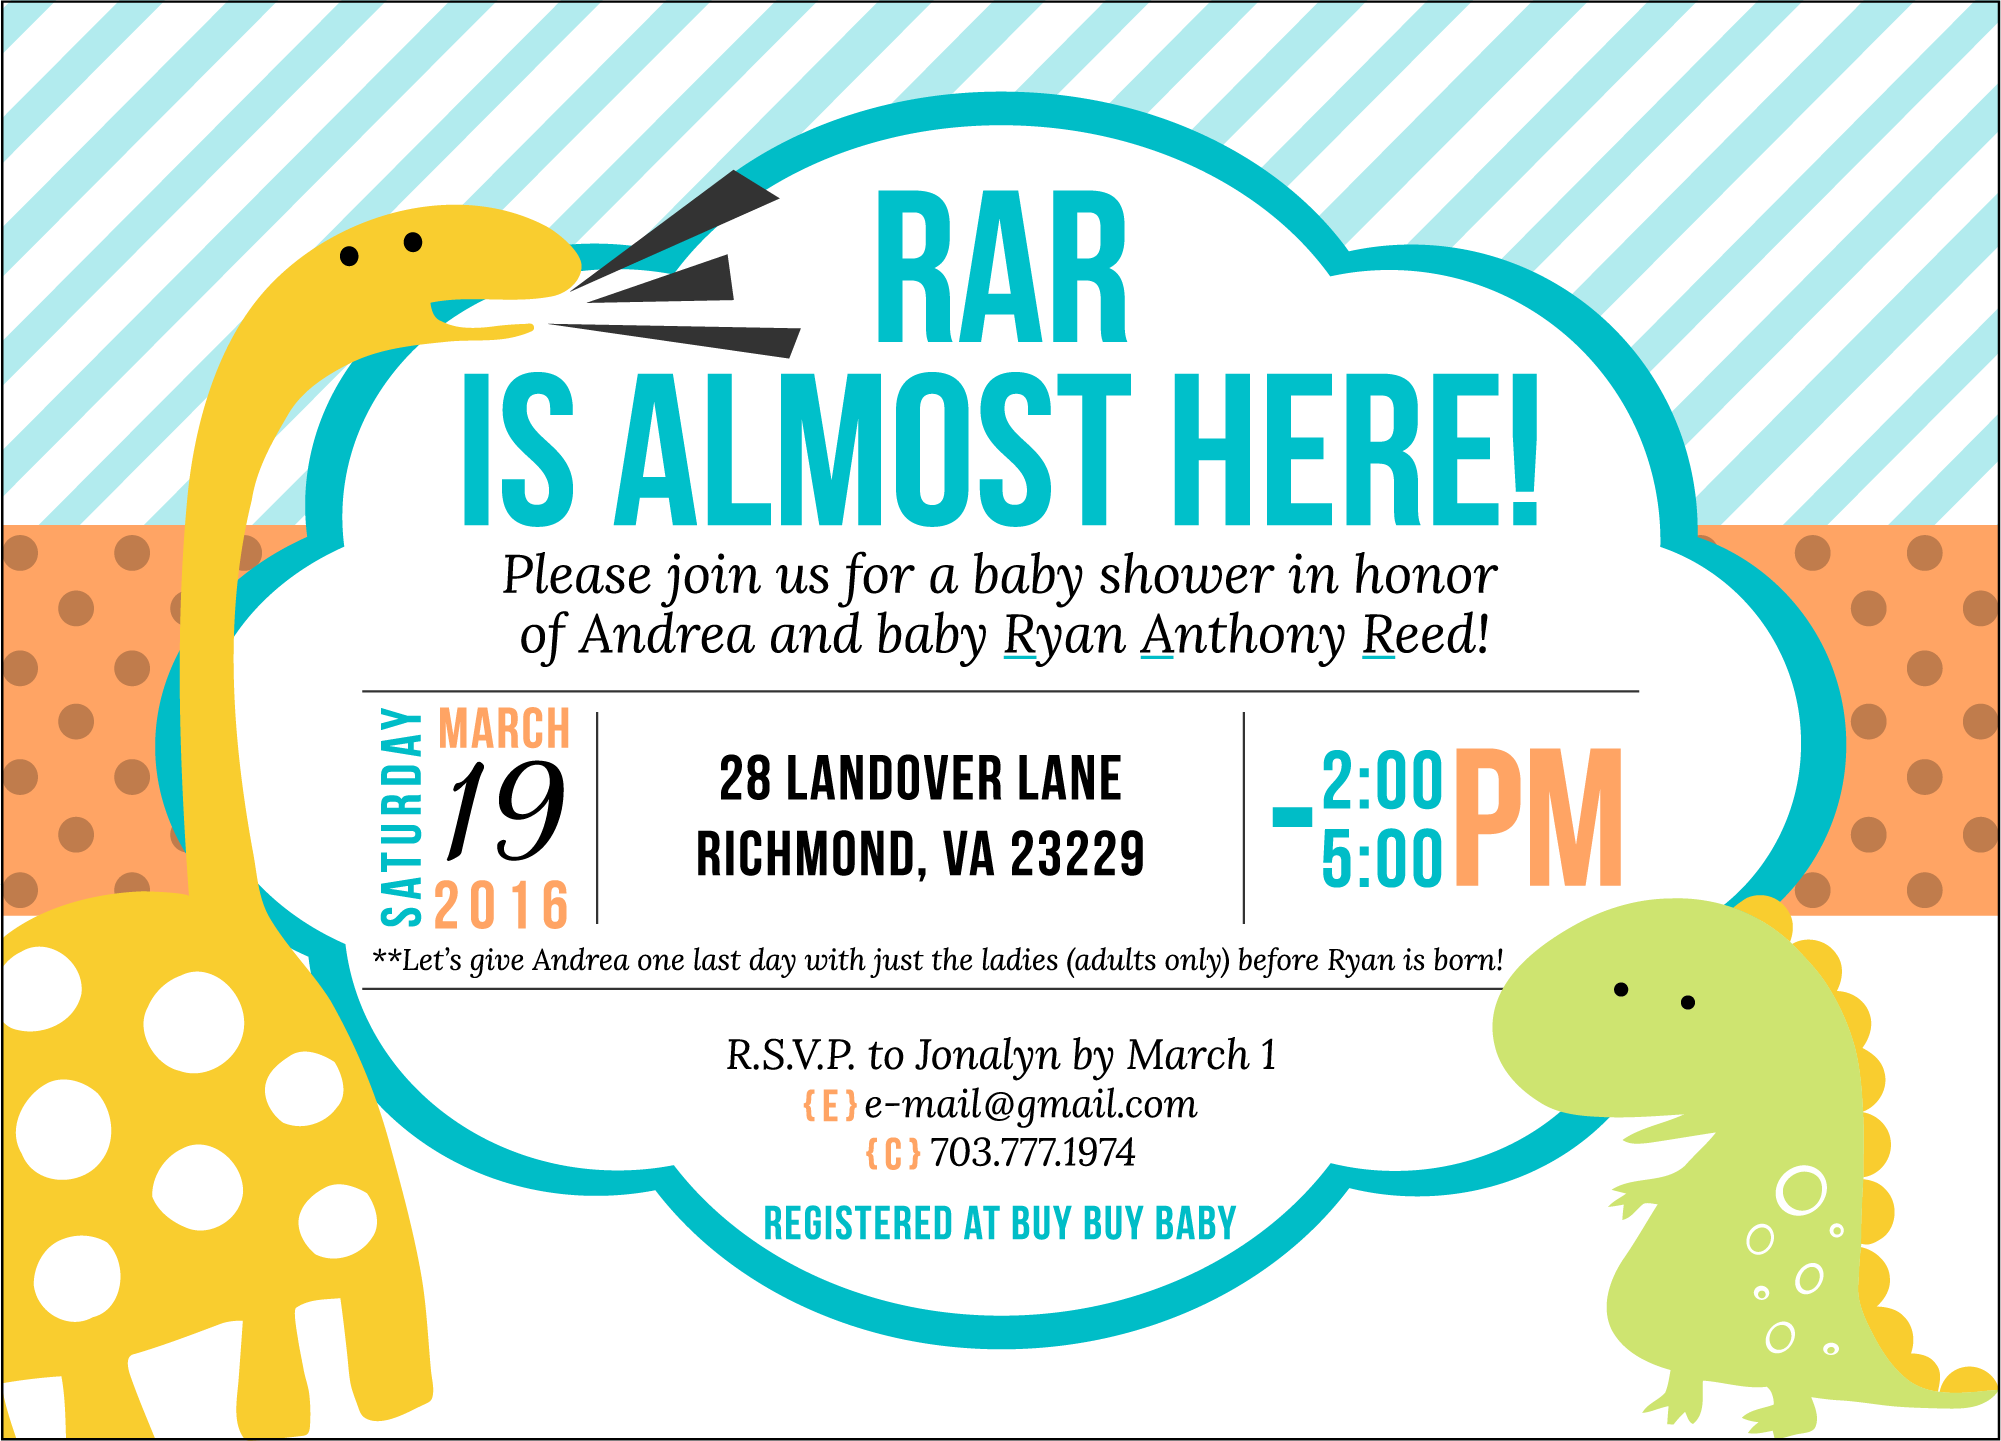 RAR
IS ALMOST HERE!
Please join us for a baby shower in honor
of Andrea and baby Ryan Anthony Reed!
SATURDAY
MARCH
19
2016
28 LANDOVER LANE
RICHMOND, VA 23229
2:00
-
5:00
PM
**Let's give Andrea one last day with just the ladies (adults only) before Ryan is born!
R.S.V.P. to Jonalyn by March 1
{E} e-mail@gmail.com
{C} 703.777.1974
REGISTERED AT BUY BUY BABY